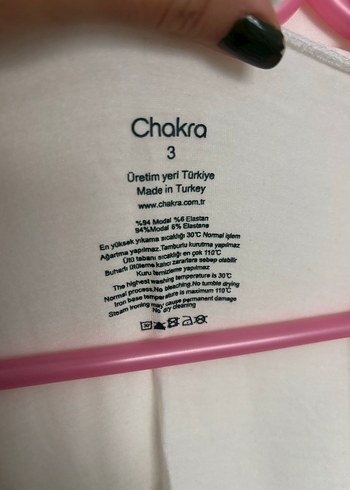 Chakra
3
Üretim yeri Türkiye
Made in Turkey
www.chakra.com.tr
%94 Modal %6 Elastan
94%Modal 6% Elastane
En yüksek yıkama sıcaklığı 30°C Normal işlem
Ağartma yapılmaz.Tamburlu kurutma yapılmaz
Ütü tabanı sıcaklığı en çok 110°C
Buharlı ütüleme kalıcı zararlara sebep olabilir
Kuru temizleme yapılmaz
The highest washing temperature is 30°C
Normal process.No bleaching.No tumble drying
Iron base temperature is maximum 110°C
Steam ironing may cause permanent damage
No dry cleaning
30